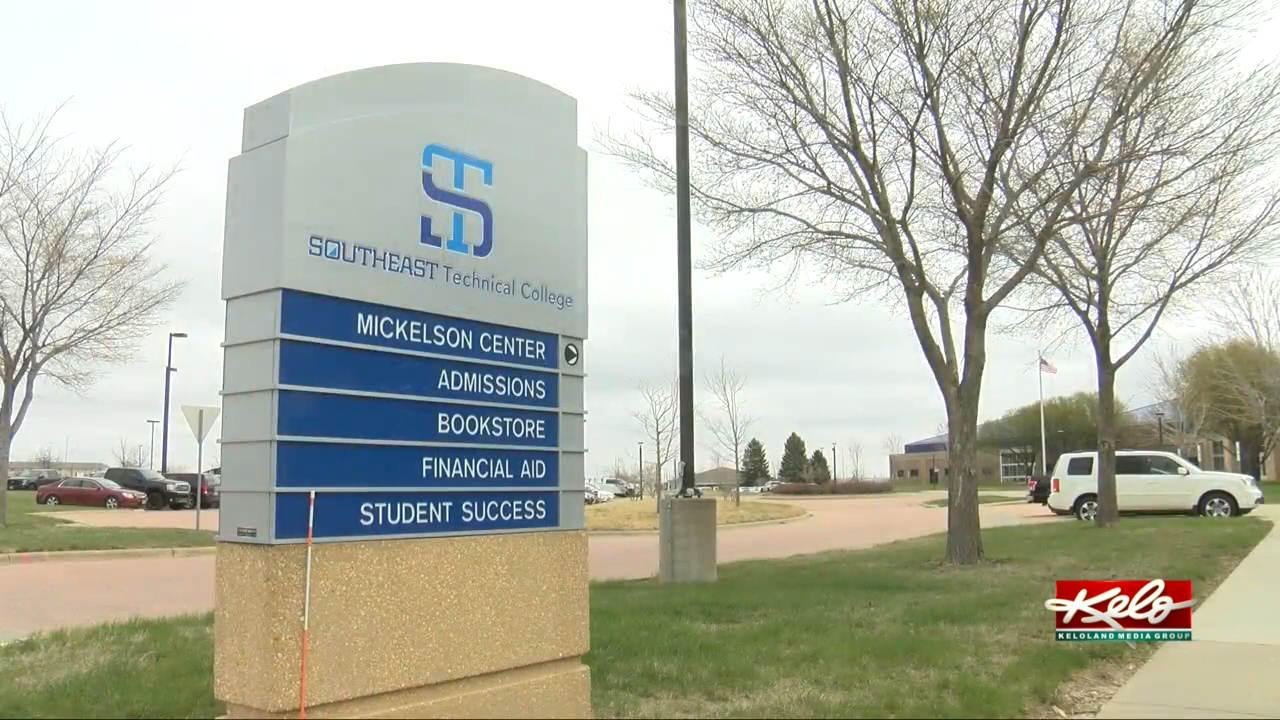 ST
SOUTHEAST Technical College
MICKELSON CENTER
ADMISSIONS
BOOKSTORE
FINANCIAL AID
STUDENT SUCCESS
Kelo
KELOLAND MEDIA GROUP